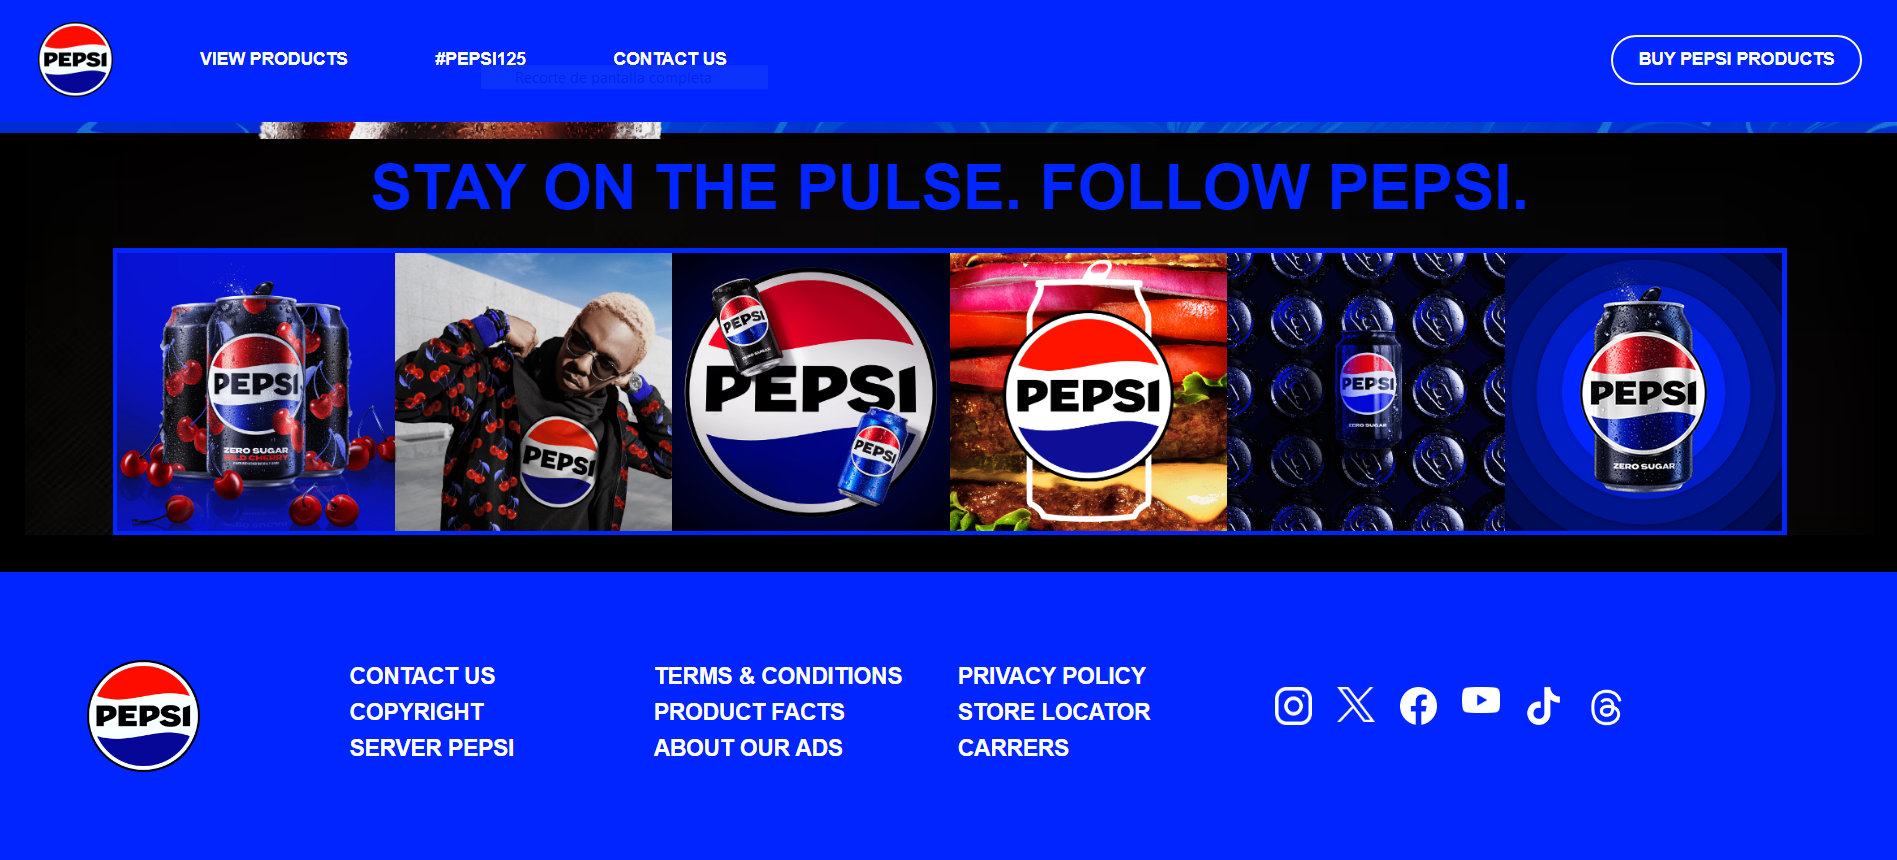 PEPSI
VIEW PRODUCTS
#PEPSI125
CONTACT US
BUY PEPSI PRODUCTS
Recorte de pantalla completa
STAY ON THE PULSE. FOLLOW PEPSI.
PEPSI
ZERO SUGAR
WILD CHERRY
PEPSI
PEPSI
ZERO SUGAR
PEPSI
PEPSI
PEPSI
PEPSI
ZERO SUGAR
PEPSI
ZERO SUGAR
PEPSI
CONTACT US
COPYRIGHT
SERVER PEPSI
TERMS & CONDITIONS
PRODUCT FACTS
ABOUT OUR ADS
PRIVACY POLICY
STORE LOCATOR
CARRERS